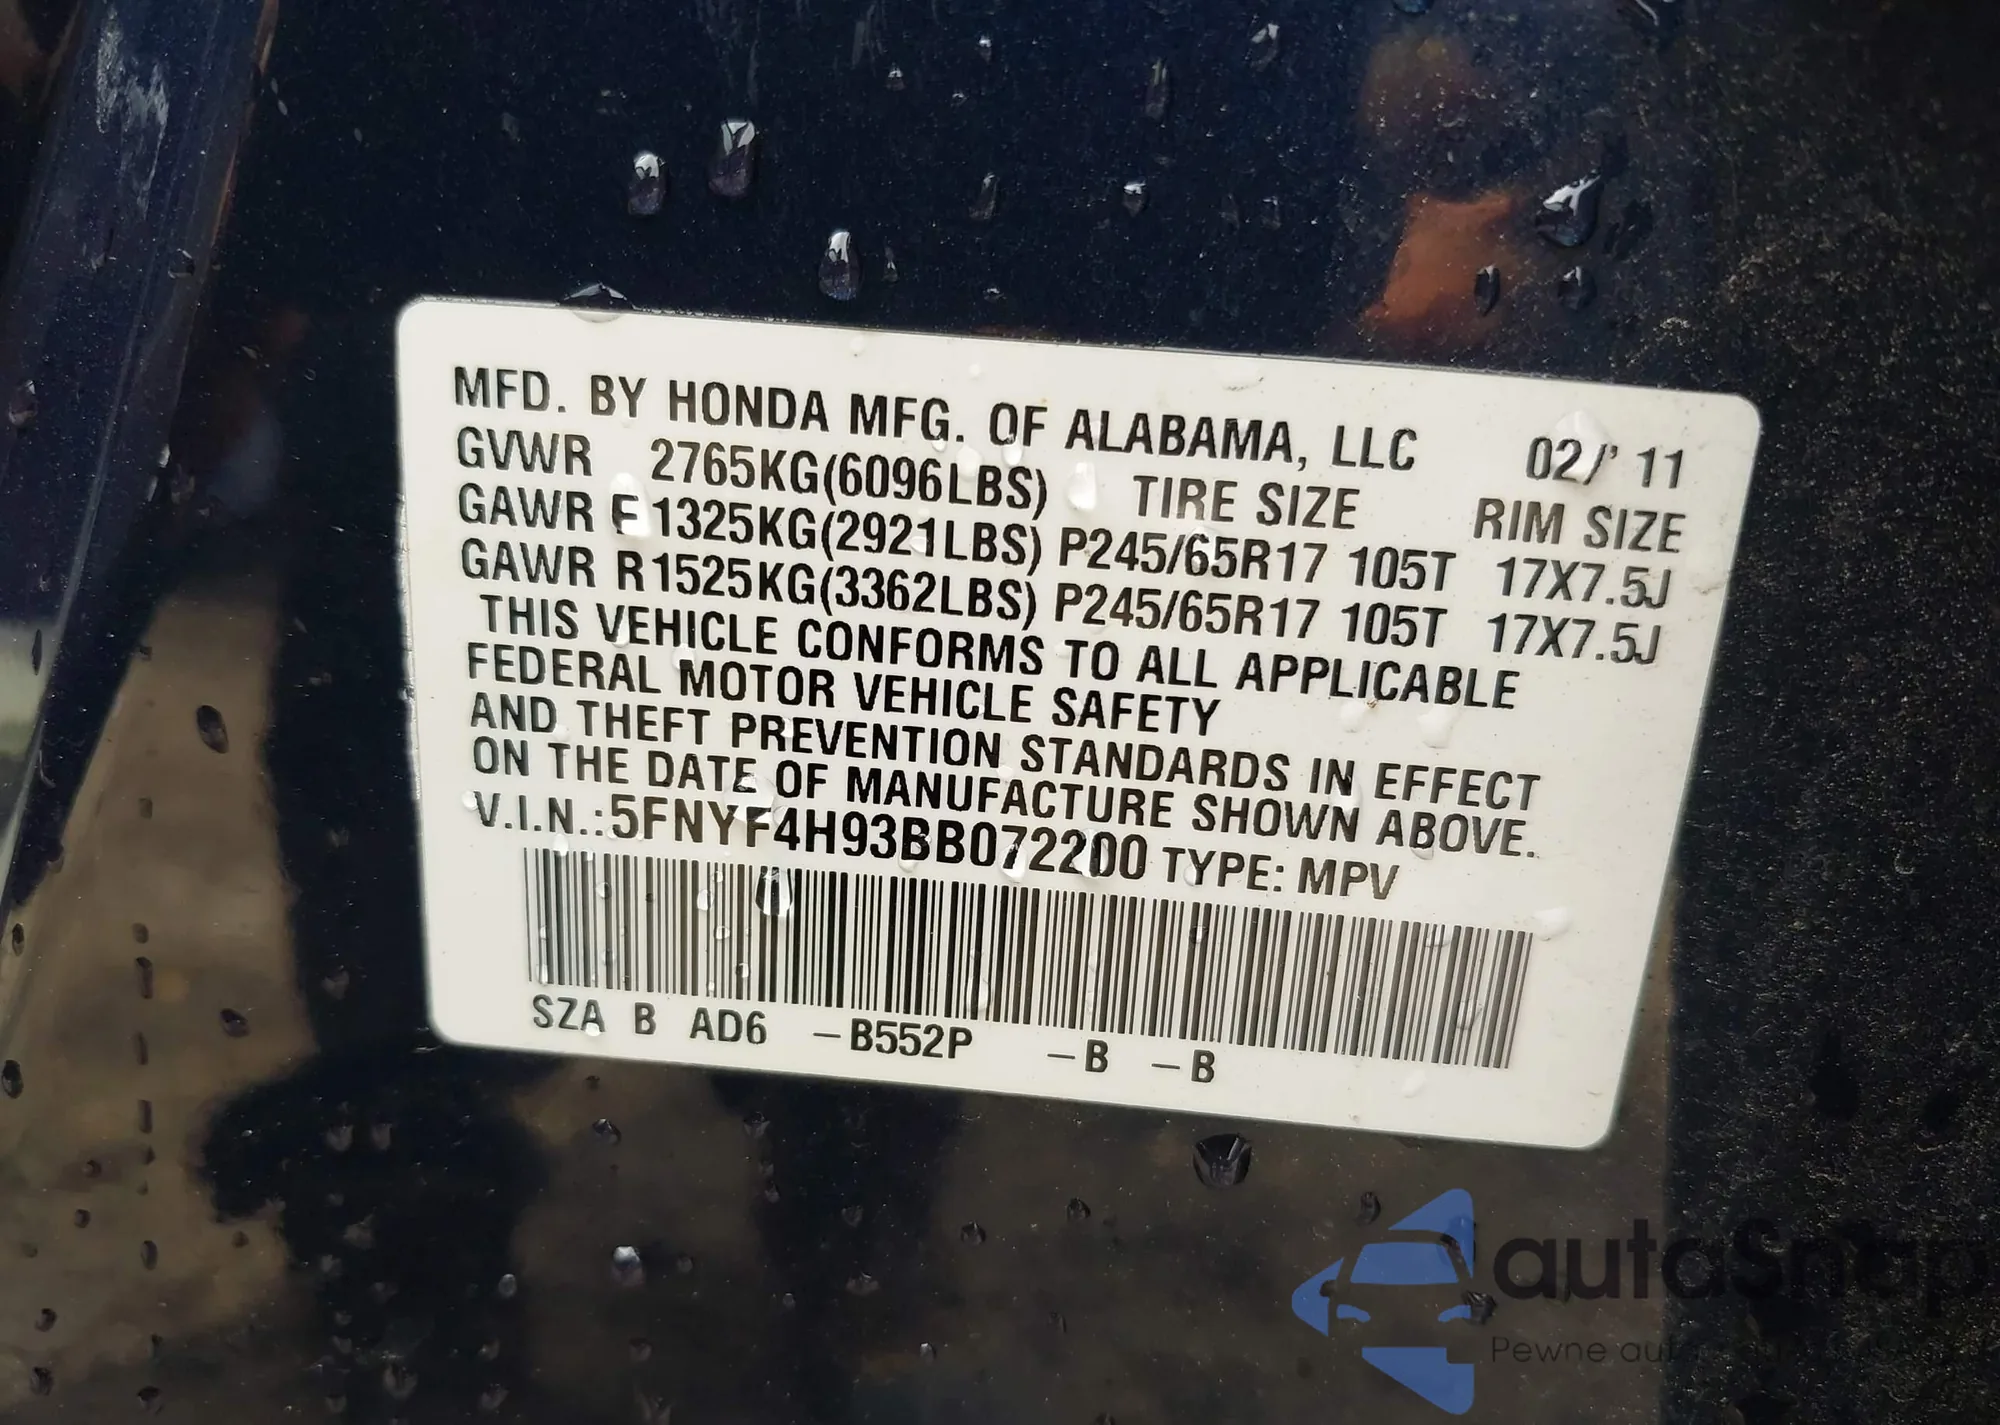 MFD. BY HONDA MFG. OF ALABAMA, LLC 02/' 11
GVWR 2765KG(6096LBS) TIRE SIZE RIM SIZE
GAWR F 1325KG(2921LBS) P245/65R17 105T 17X7.5J
GAWR R1525KG(3362LBS) P245/65R17 105T 17X7.5J
THIS VEHICLE CONFORMS TO ALL APPLICABLE
FEDERAL MOTOR VEHICLE SAFETY
AND THEFT PREVENTION STANDARDS IN EFFECT
ON THE DATE OF MANUFACTURE SHOWN ABOVE.
V.I.N.:5FNYF4H93BB072200 TYPE: MPV
SZA B AD6 -B552P -B -B
autoSnap
Pewne